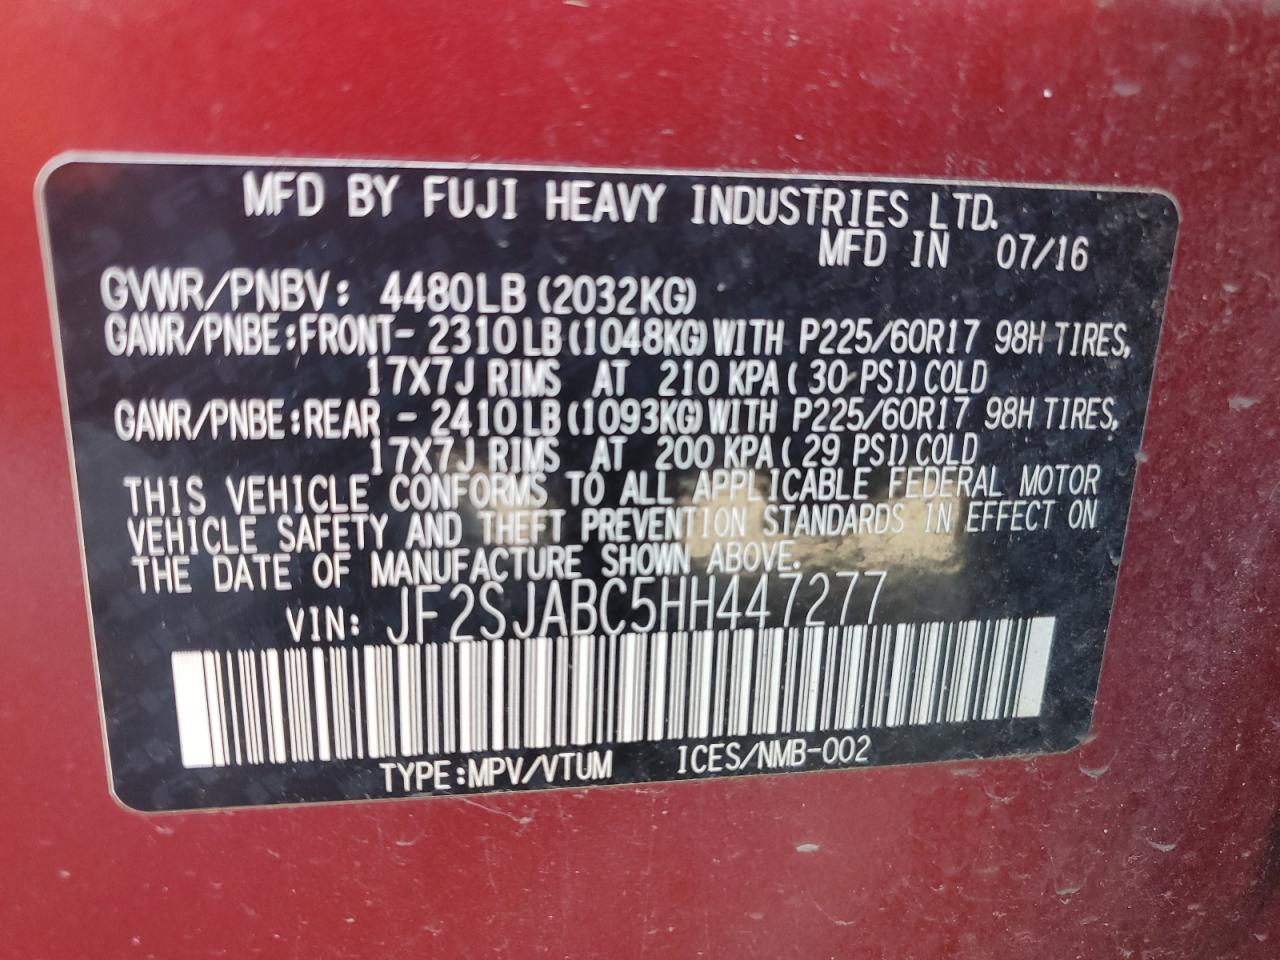 MFD BY FUJI HEAVY INDUSTRIES LTD.
MFD IN 07/16
GVWR/PNBV: 4480LB (2032KG)
GAWR/PNBE:FRONT- 2310LB(1048KG)WITH P225/60R17 98H TIRES,
17X7J RIMS AT 210 KPA( 30 PSI)COLD
GAWR/PNBE:REAR - 2410LB(1093KG)WITH P225/60R17 98H TIRES,
17X7J RIMS AT 200 KPA( 29 PSI)COLD
THIS VEHICLE CONFORMS TO ALL APPLICABLE FEDERAL MOTOR
VEHICLE SAFETY AND THEFT PREVENTION STANDARDS IN EFFECT ON
THE DATE OF MANUFACTURE SHOWN ABOVE.
VIN: JF2SJABC5HH447277
TYPE:MPV/VTUM ICES/NMB-002